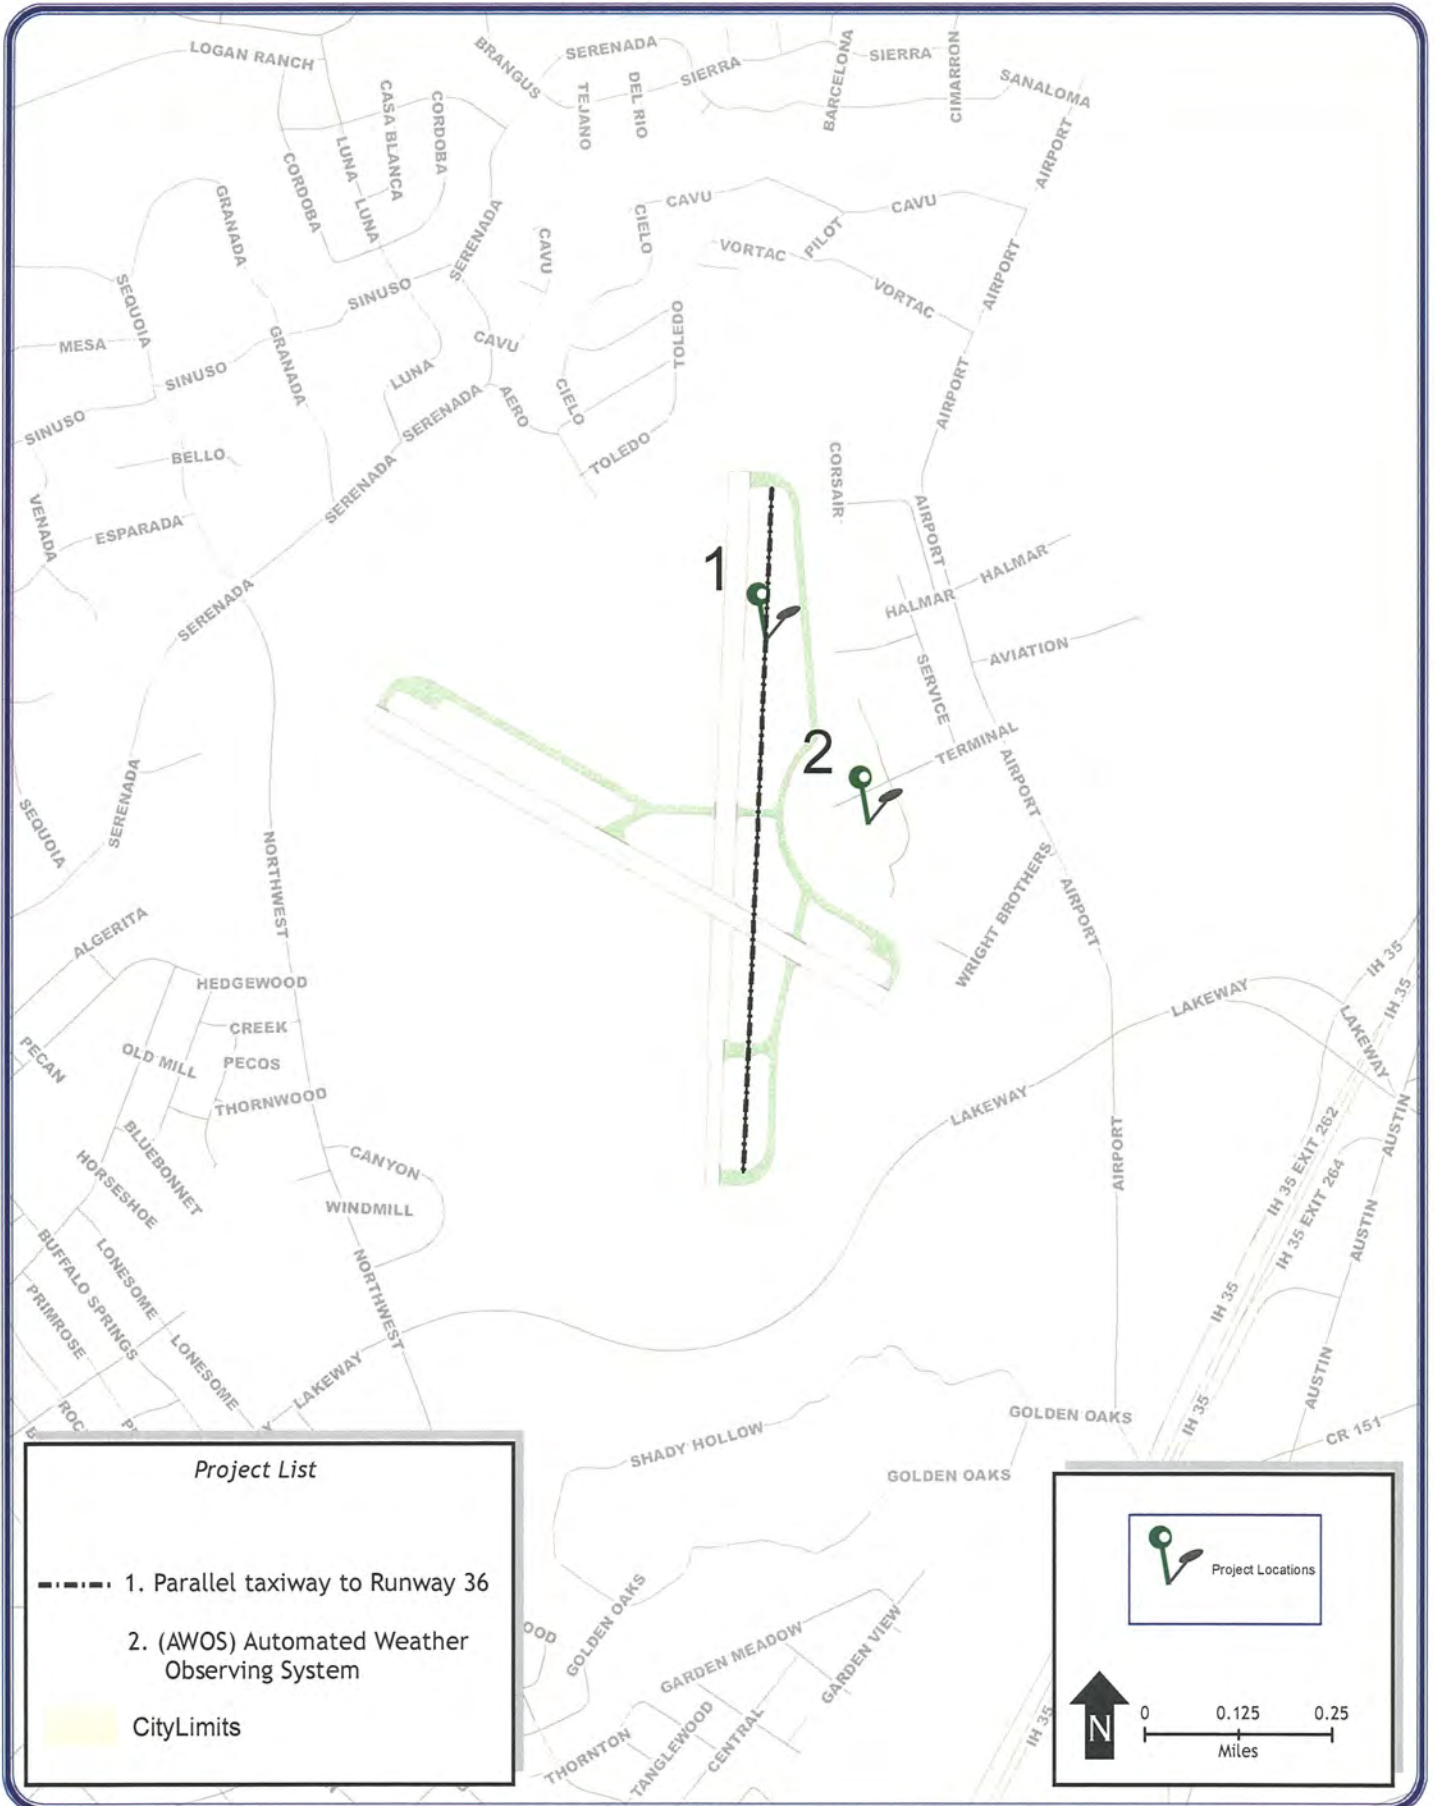 LOGAN RANCH
BRANGUS
SERENADA
SIERRA
BARCELONA
SIERRA
CIMARRON
SANALOMA
TEJANO
DEL RIO
CASA BLANCA
CORDOBA
LUNA
CORDOBA
LUNA
AIRPORT
GRANADA
SERENADA
CAVU
CIELO
CAVU
CAVU
PILOT
VORTAC
VORTAC
AIRPORT
SEQUOIA
SINUSO
MESA
GRANADA
CAVU
TOLEDO
SINUSO
LUNA
AERO
CIELO
AIRPORT
SINUSO
SERENADA
TOLEDO
BELLO
SERENADA
CORSAIR
VENADA
ESPARADA
AIRPORT
1
HALMAR
HALMAR
SERENADA
AVIATION
SERVICE
2
TERMINAL
AIRPORT
SERENADA
SEQUOIA
NORTHWEST
WRIGHT BROTHERS
AIRPORT
ALGERITA
IH 35
HEDGEWOOD
LAKEWAY
IH 35
CREEK
LAKEWAY
PECAN
OLD MILL
PECOS
THORNWOOD
LAKEWAY
AUSTIN
BLUEBONNET
HORSESHOE
CANYON
AIRPORT
IH 35 EXIT 262
WINDMILL
IH 35 EXIT 264
AUSTIN
BUFFALO SPRINGS
LONESOME
NORTHWEST
PRIMROSE
IH 35
LONESOME
LAKEWAY
AUSTIN
ROC
GOLDEN OAKS
IH 35
SHADY HOLLOW
CR 151
GOLDEN OAKS
Project List
1. Parallel taxiway to Runway 36
2. (AWOS) Automated Weather
Observing System
CityLimits
OOD
GOLDEN OAKS
GARDEN MEADOW
GARDEN VIEW
THORNTON
TANGLEWOOD
CENTRAL
IH 35
Project Locations
N
0 0.125 0.25
Miles